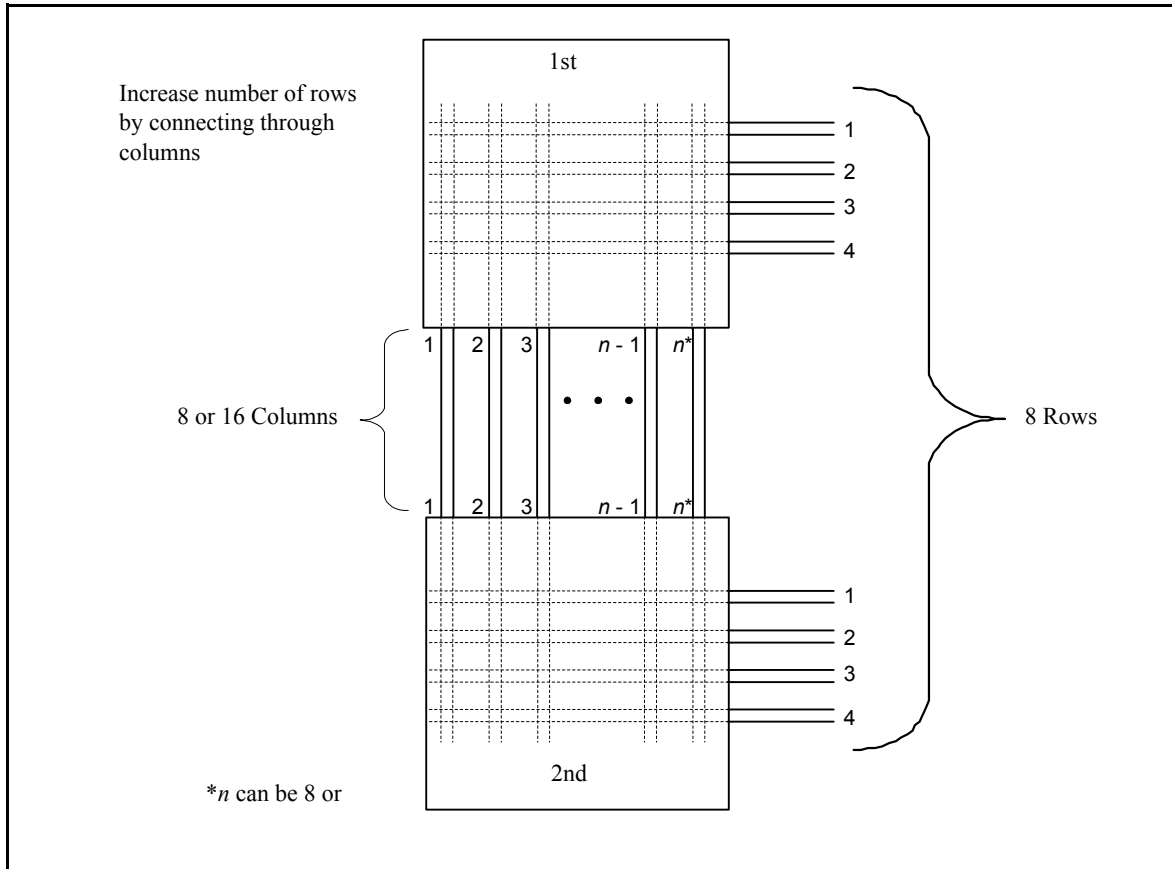 1st
Increase number of rows
by connecting through
columns
1
2
3
4
1 2 3 n - 1 n*
8 or 16 Columns
8 Rows
1 2 3 n - 1 n*
1
2
3
4
2nd
*n can be 8 or